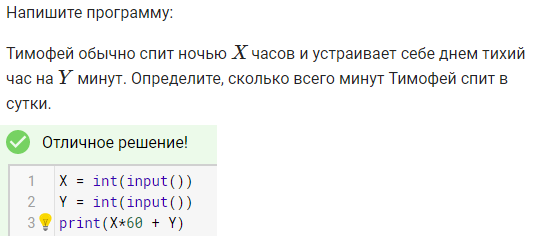 Напишите программу:
Тимофей обычно спит ночью X часов и устраивает себе днем тихий
час на Y минут. Определите, сколько всего минут Тимофей спит в
сутки.
Отличное решение!
1 X = int(input())
2 Y = int(input())
3 print(X*60 + Y)